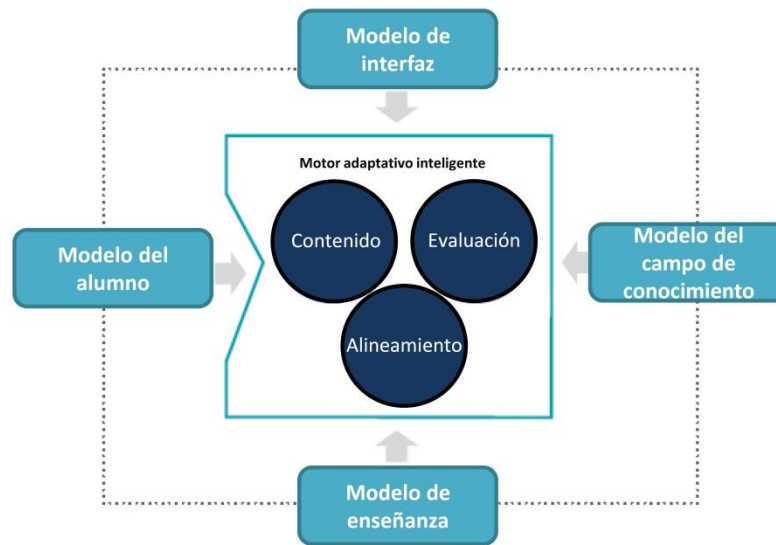 Modelo de
interfaz
Motor adaptativo inteligente
Contenido
Evaluación
Modelo del
alumno
Modelo del
campo de
conocimiento
Alineamiento
Modelo de
enseñanza